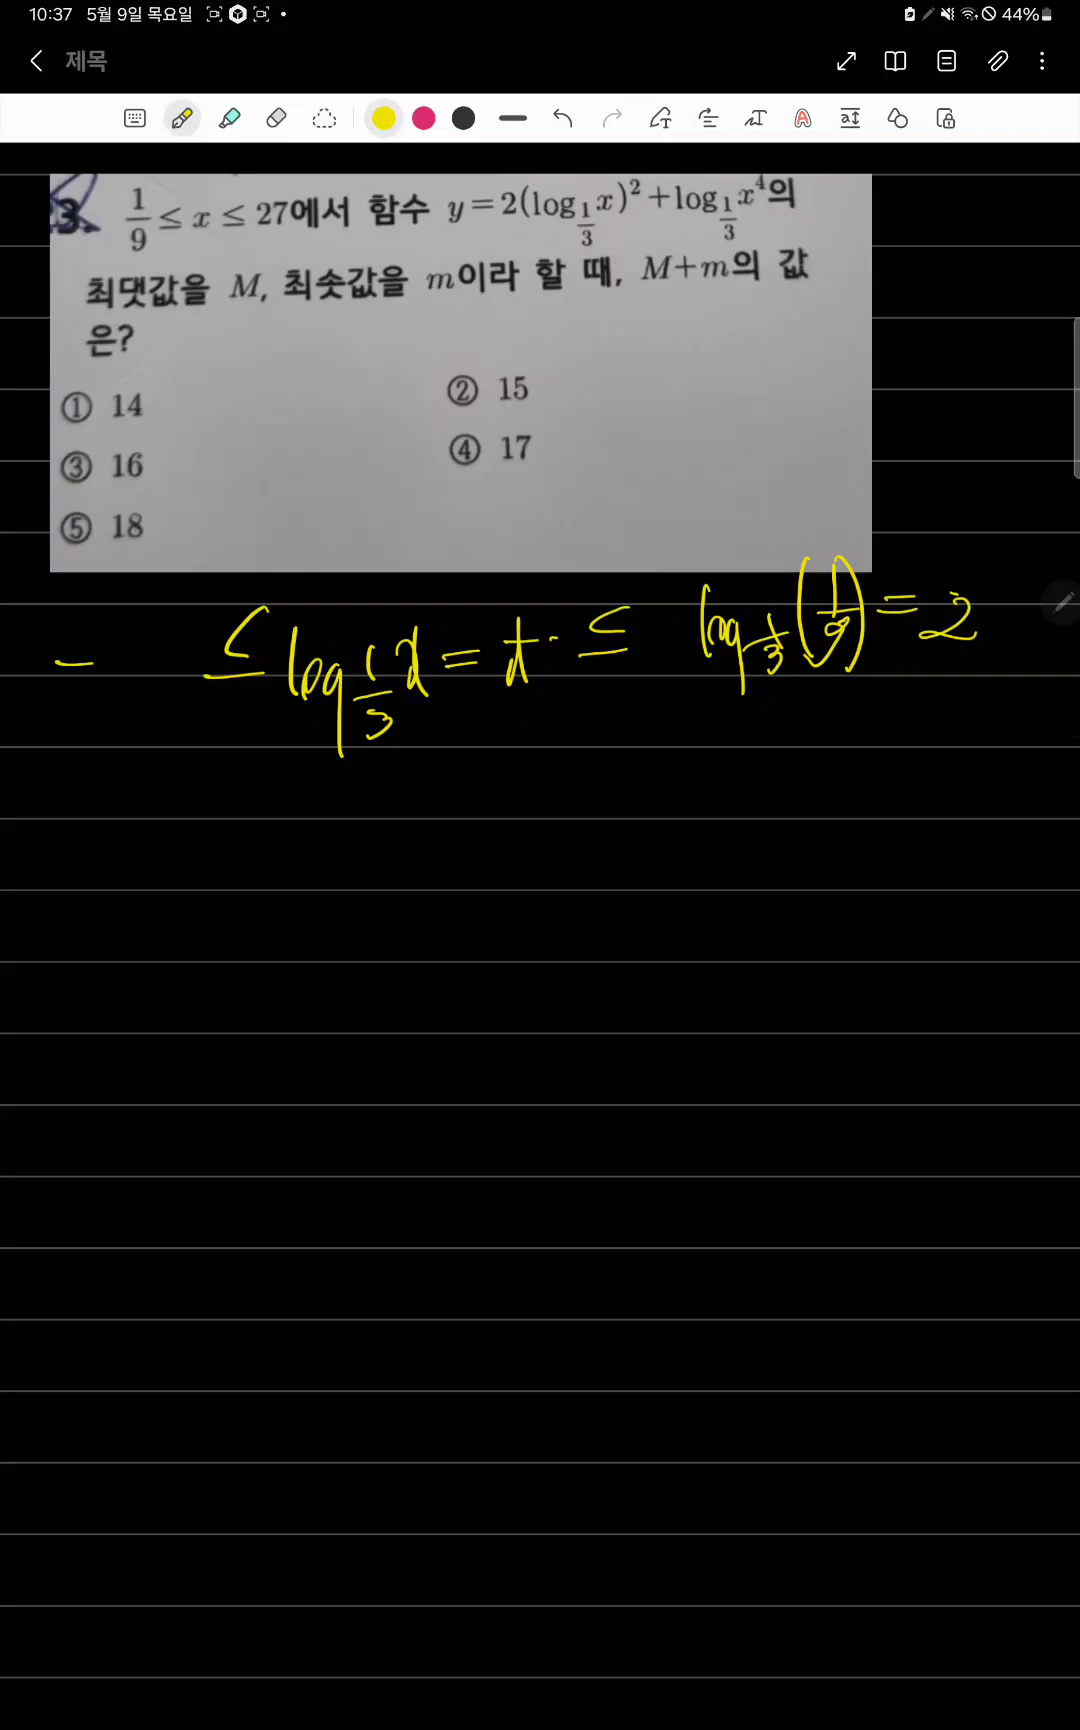 10:37 5월 9일 목요일
44%
제목
3. 1/9 ≤ x ≤ 27에서 함수 y=2(log_{1/3} x)^2+log_{1/3} x^4의
최댓값을 M, 최솟값을 m이라 할 때, M+m의 값
은?
① 14 ② 15
③ 16 ④ 17
⑤ 18
− ≤ log_{1/3} x = t ≤ log_{1/3} (1/9) = 2